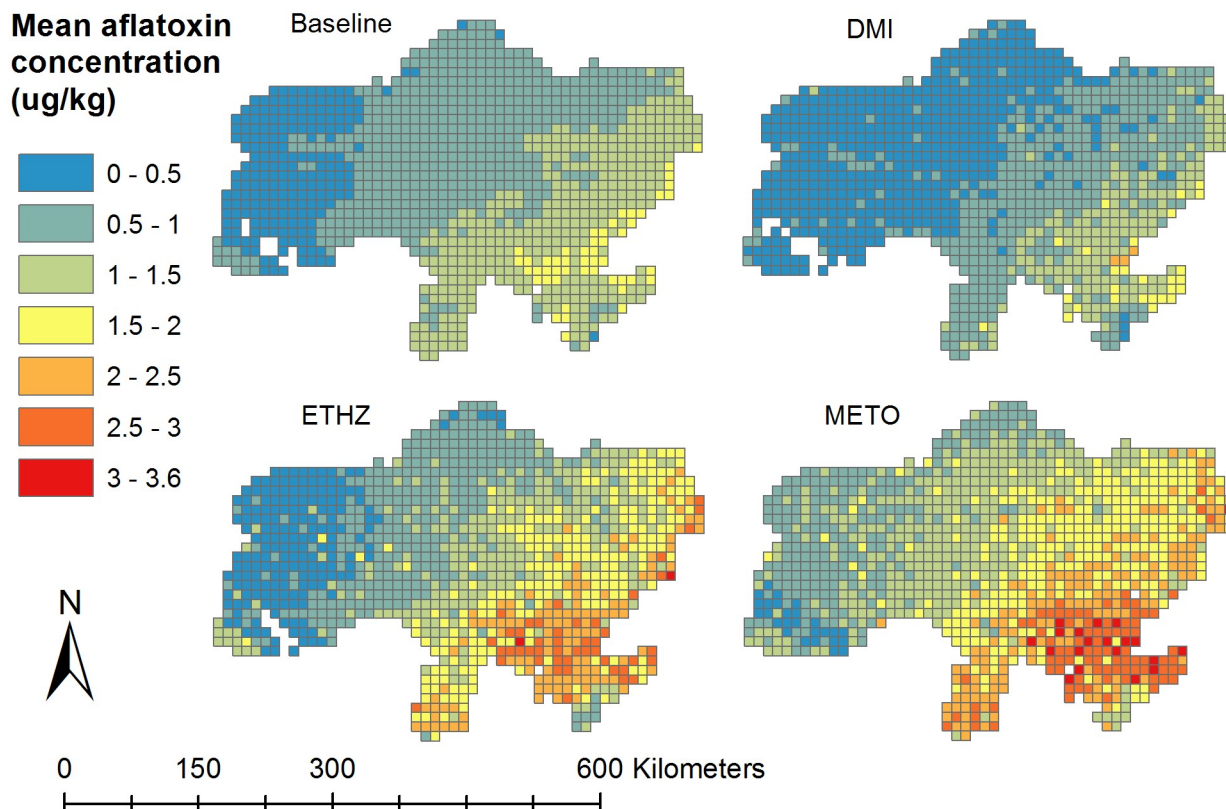 Mean aflatoxin
concentration
(ug/kg)
0 - 0.5
0.5 - 1
1 - 1.5
1.5 - 2
2 - 2.5
2.5 - 3
3 - 3.6
Baseline
DMI
ETHZ
METO
N
0 150 300 600 Kilometers